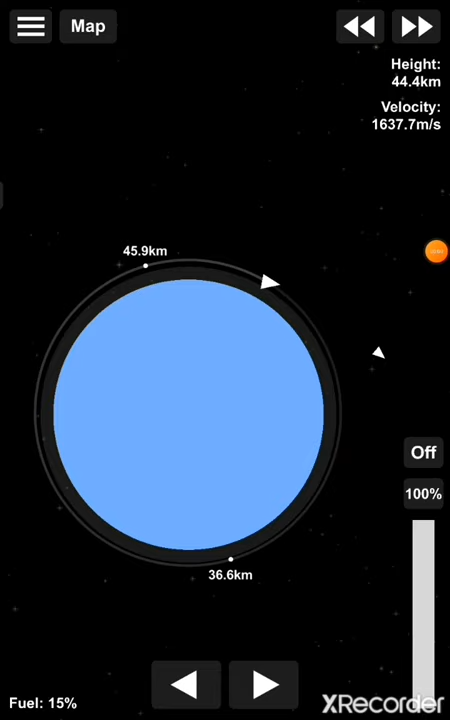 Map
Height:
44.4km
Velocity:
1637.7m/s
45.9km
Off
100%
36.6km
Fuel: 15%
XRecorder